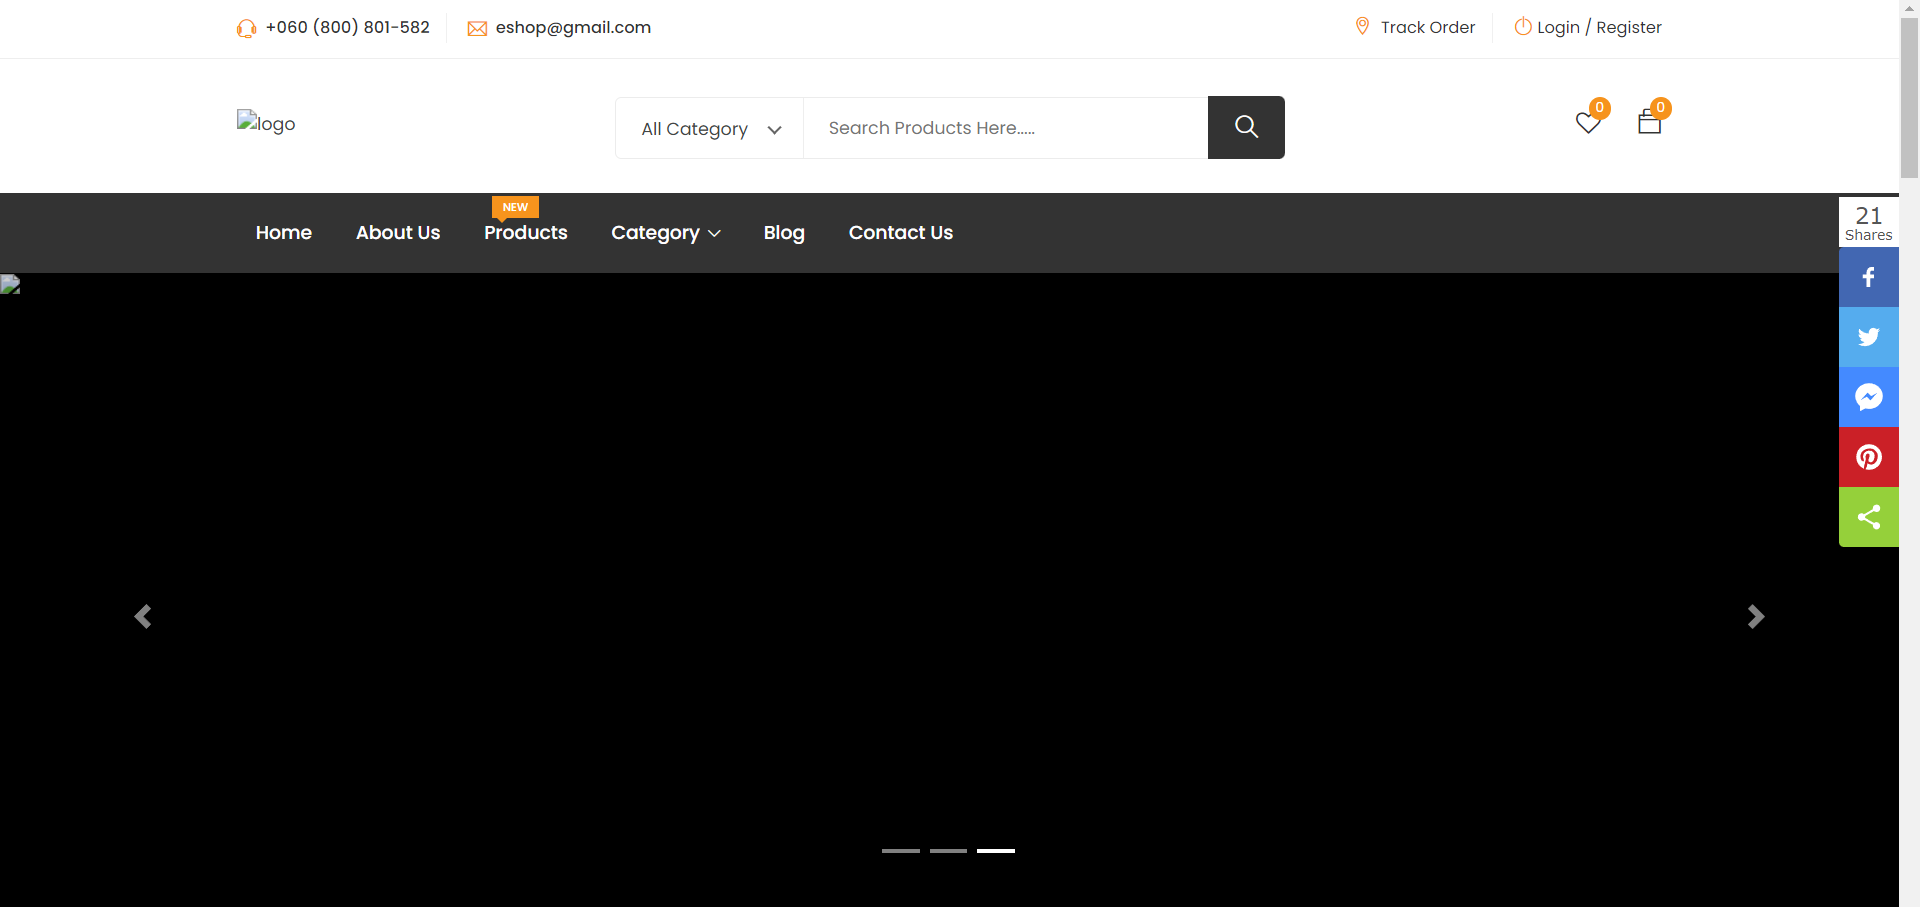 +060 (800) 801-582
eshop@gmail.com
Track Order
Login / Register
logo
All Category
Search Products Here.....
0
0
NEW
Home
About Us
Products
Category
Blog
Contact Us
21
Shares